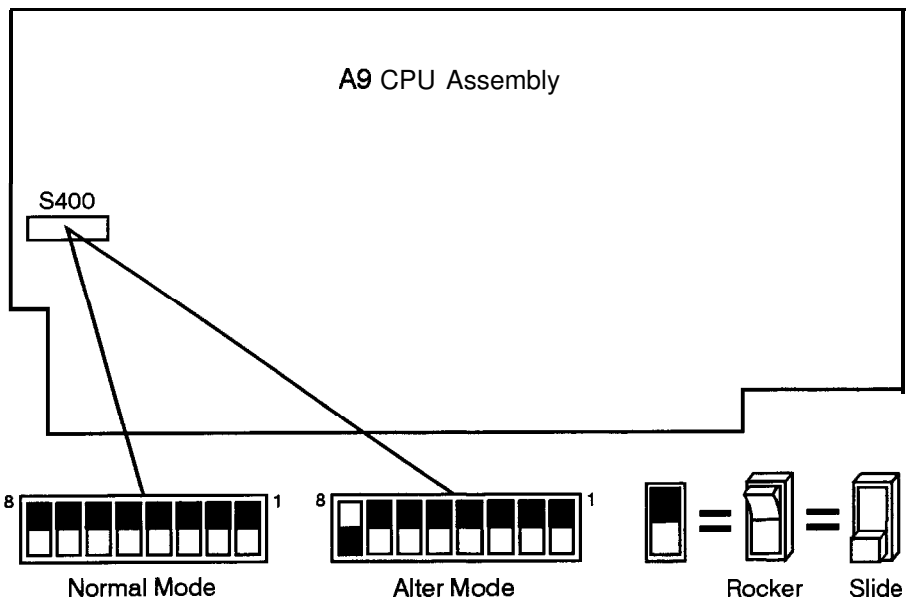 A9 CPU Assembly
S400
8 1
8 1
Normal Mode
Alter Mode
Rocker
Slide